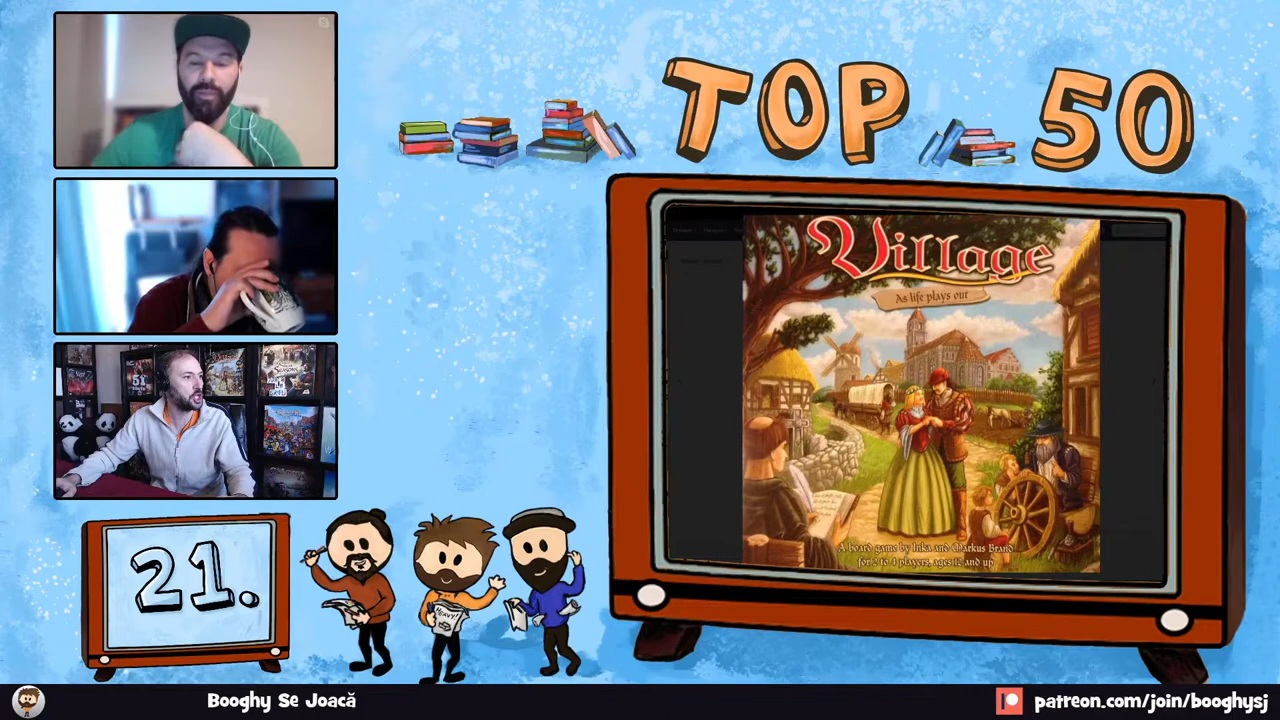 TOP 50
Village
As life plays out
A board game by Inka and Markus Brand
for 2 to 4 players, ages 12 and up
21.
HEAVY!
Booghy Se Joacă
patreon.com/join/booghysj